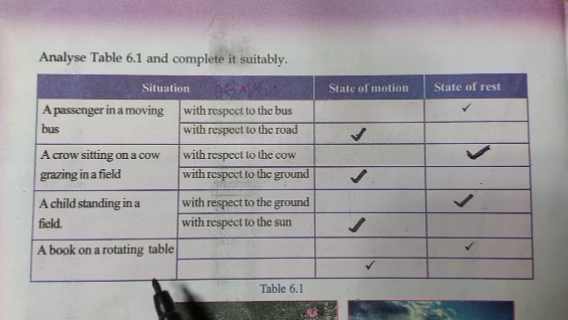 Analyse Table 6.1 and complete it suitably.
Situation State of motion State of rest
A passenger in a moving with respect to the bus ✓
bus with respect to the road ✓
A crow sitting on a cow with respect to the cow ✓
grazing in a field with respect to the ground ✓
A child standing in a with respect to the ground ✓
field. with respect to the sun ✓
A book on a rotating table ✓
✓
Table 6.1